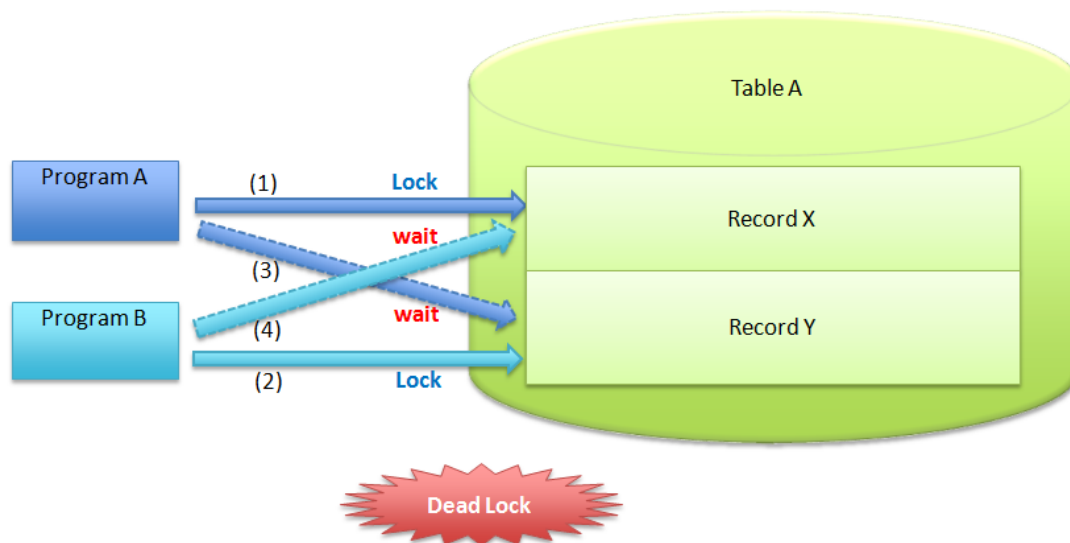 Table A
Program A
(1)
Lock
Record X
wait
(3)
Program B
(4)
wait
Record Y
(2)
Lock
Dead Lock